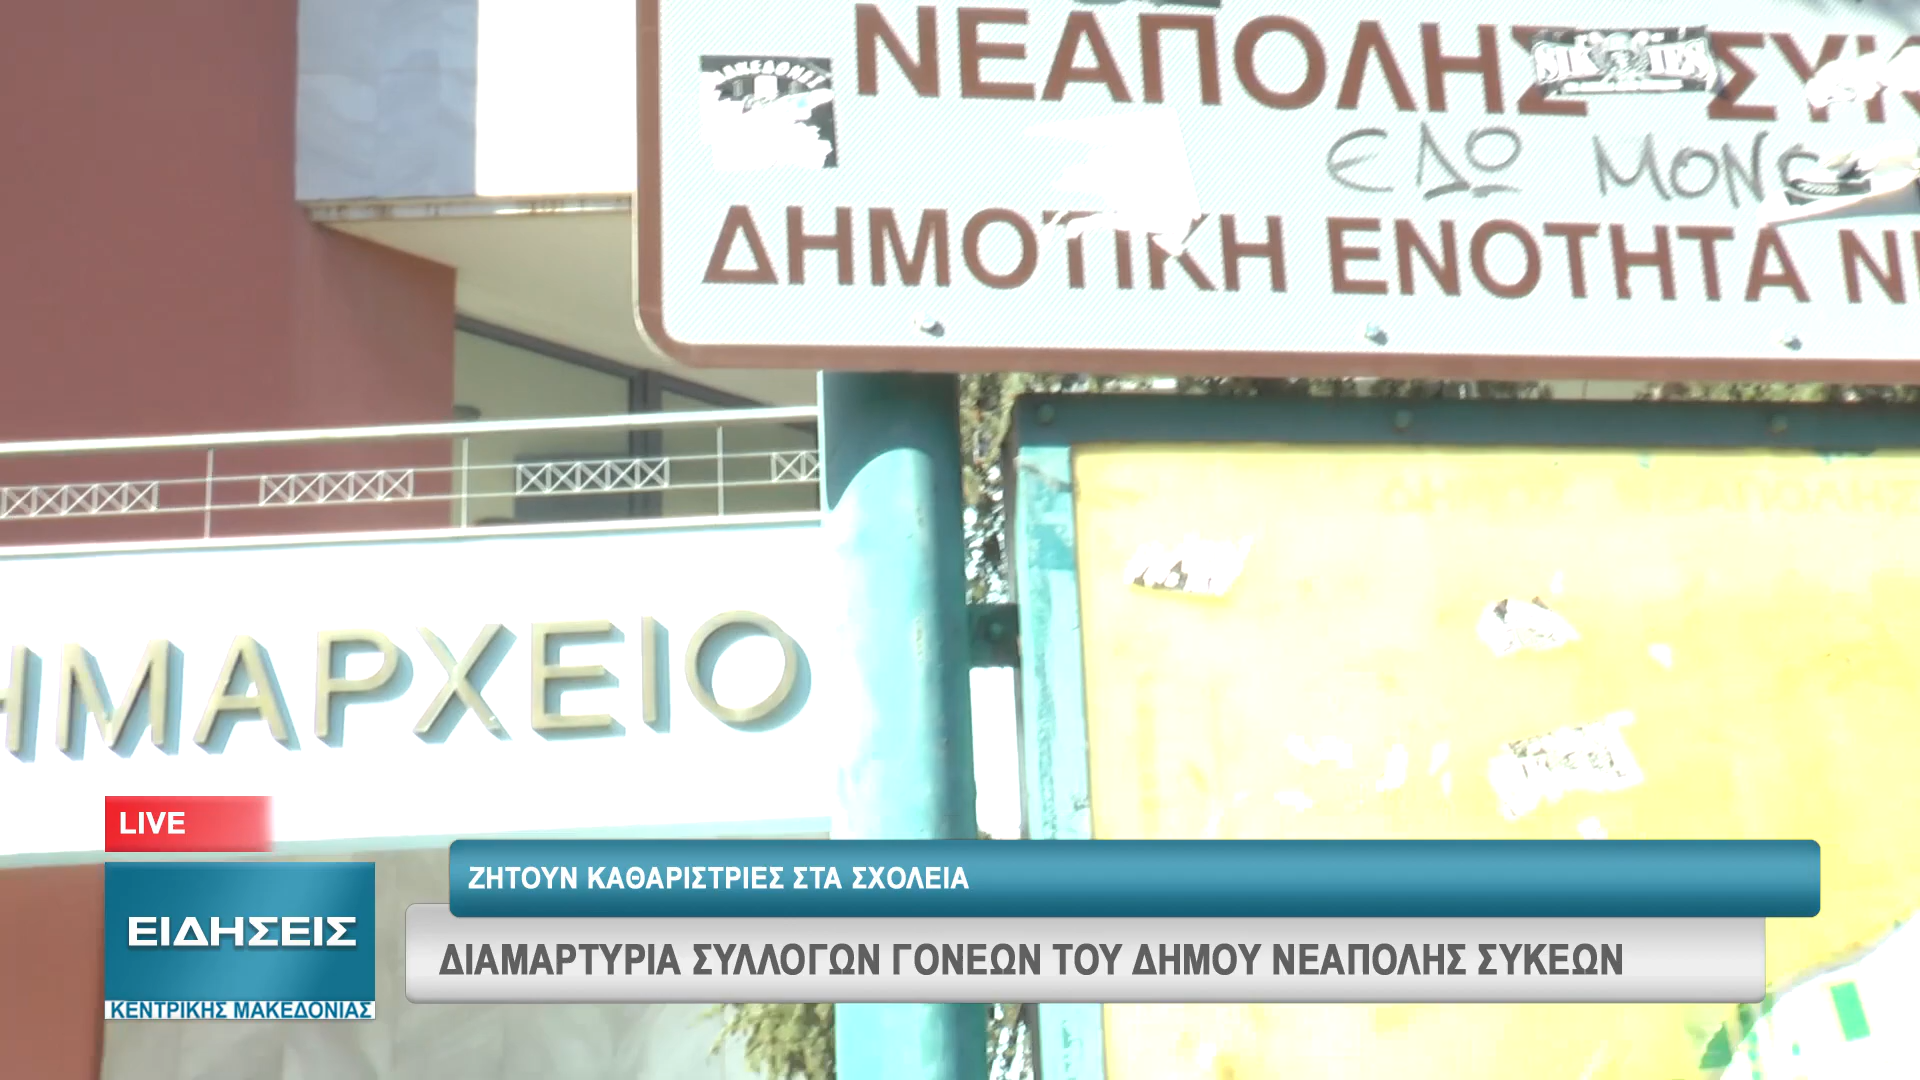 ΝΕΑΠΟΛΗΣ
ΕΔΩ
ΔΗΜΟΤΙΚΗ ΕΝΟΤΗΤΑ
ΗΜΑΡΧΕΙΟ
LIVE
ΖΗΤΟΥΝ ΚΑΘΑΡΙΣΤΡΙΕΣ ΣΤΑ ΣΧΟΛΕΙΑ
ΕΙΔΗΣΕΙΣ
ΔΙΑΜΑΡΤΥΡΙΑ ΣΥΛΛΟΓΩΝ ΓΟΝΕΩΝ ΤΟΥ ΔΗΜΟΥ ΝΕΑΠΟΛΗΣ ΣΥΚΕΩΝ
ΚΕΝΤΡΙΚΗΣ ΜΑΚΕΔΟΝΙΑΣ